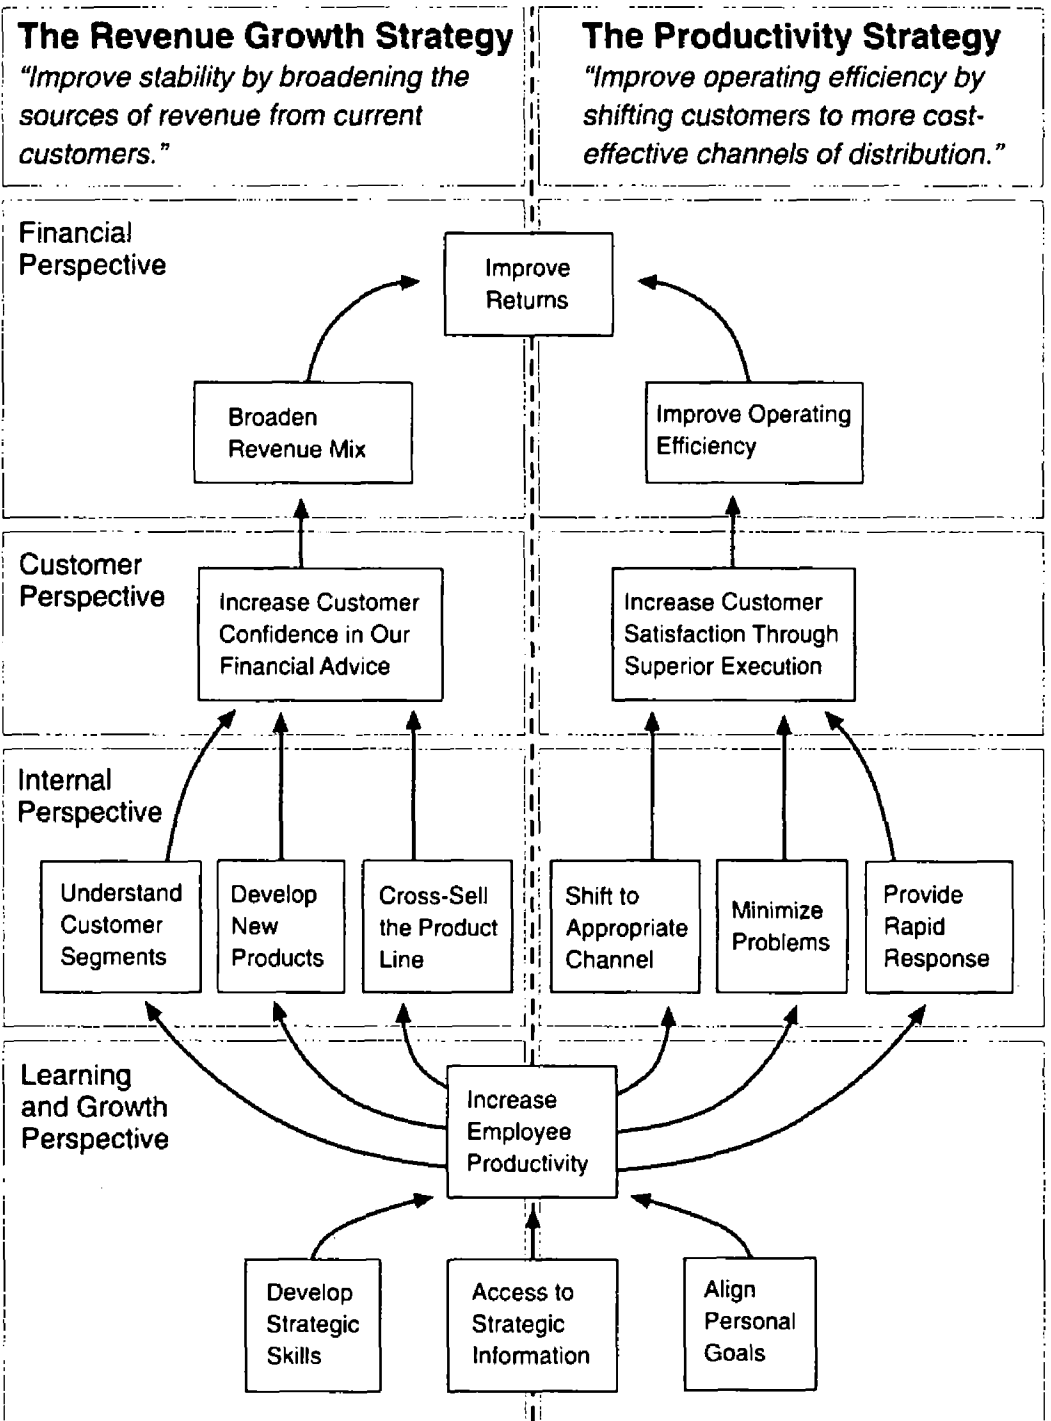 The Revenue Growth Strategy
"Improve stability by broadening the
sources of revenue from current
customers."
The Productivity Strategy
"Improve operating efficiency by
shifting customers to more cost-
effective channels of distribution."
Financial
Perspective
Improve
Returns
Broaden
Revenue Mix
Improve Operating
Efficiency
Customer
Perspective
Increase Customer
Confidence in Our
Financial Advice
Increase Customer
Satisfaction Through
Superior Execution
Internal
Perspective
Understand
Customer
Segments
Develop
New
Products
Cross-Sell
the Product
Line
Shift to
Appropriate
Channel
Minimize
Problems
Provide
Rapid
Response
Learning
and Growth
Perspective
Increase
Employee
Productivity
Develop
Strategic
Skills
Access to
Strategic
Information
Align
Personal
Goals